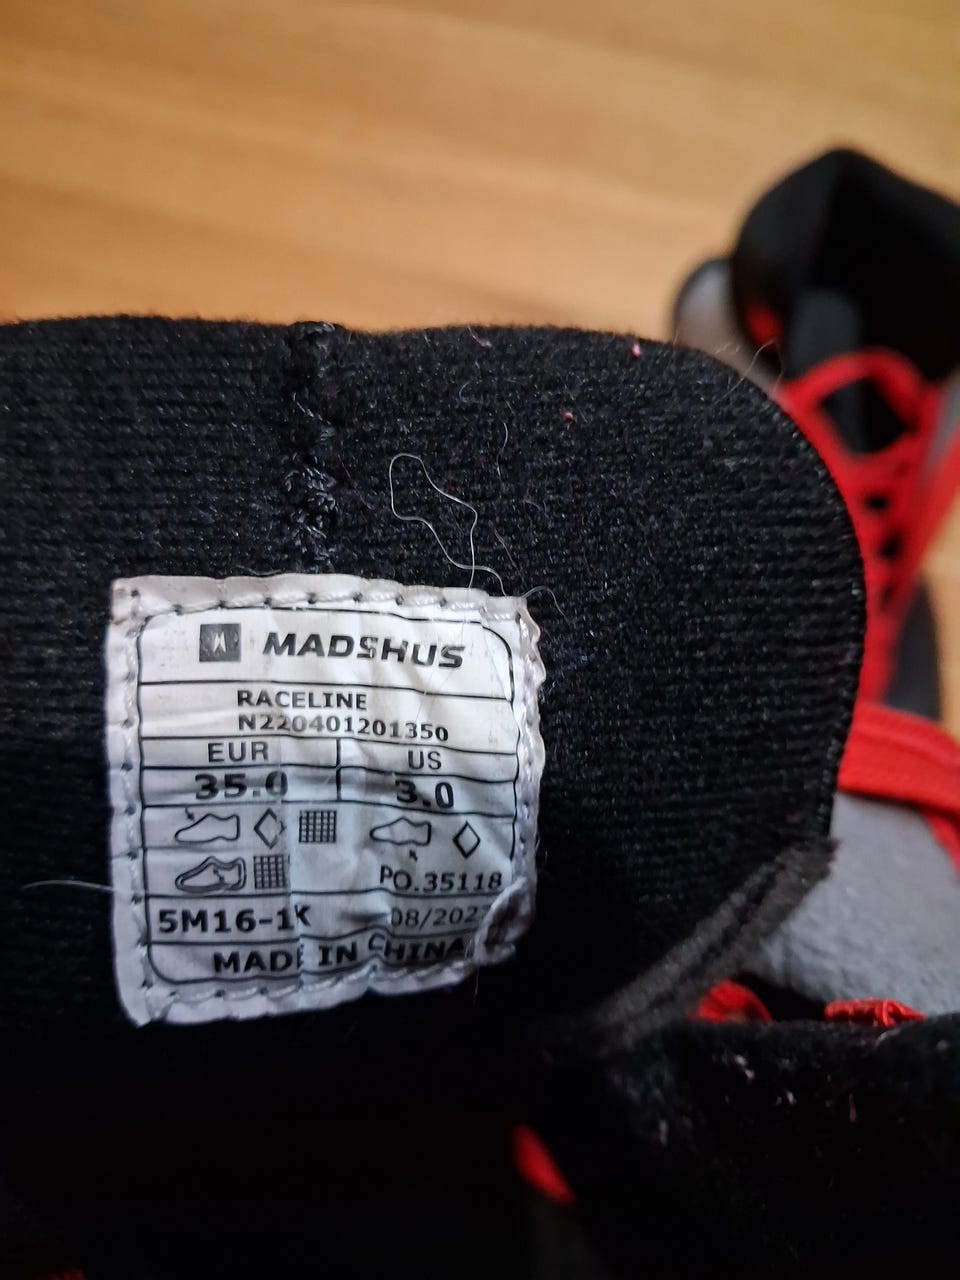 MADSHUS
RACELINE
N220401201350
EUR US
35.0 3.0
PO.35118
5M16-1K
MADE IN CHINA